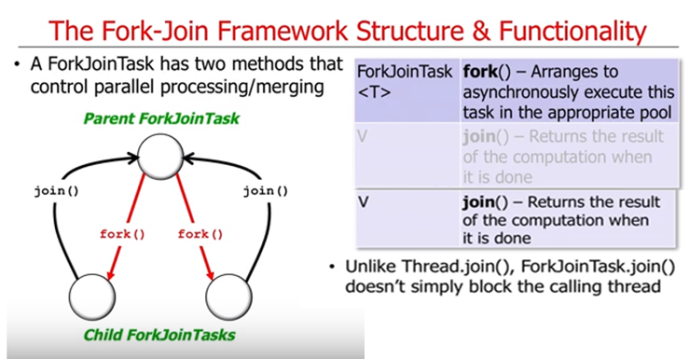 The Fork-Join Framework Structure & Functionality
• A ForkJoinTask has two methods that
control parallel processing/merging
Parent ForkJoinTask
join()
join()
fork()
fork()
Child ForkJoinTasks
ForkJoinTask
<T>
fork() – Arranges to
asynchronously execute this
task in the appropriate pool
V
join() – Returns the result
of the computation when
it is done
V
join() – Returns the result
of the computation when
it is done
• Unlike Thread.join(), ForkJoinTask.join()
doesn't simply block the calling thread